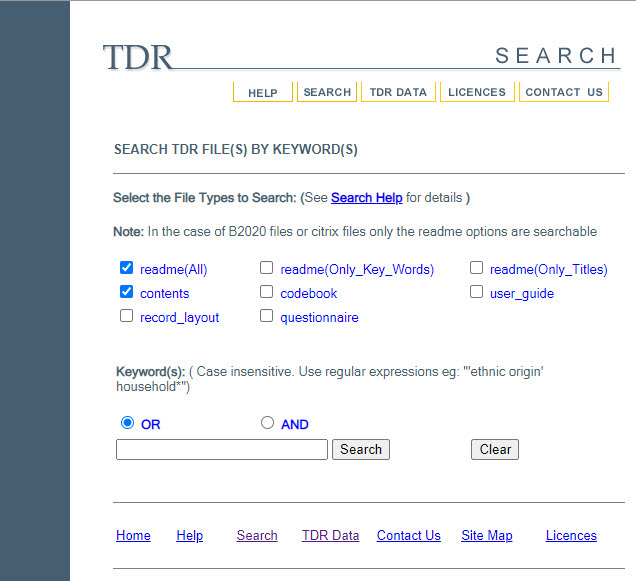 TDR SEARCH
HELP SEARCH TDR DATA LICENCES CONTACT US
SEARCH TDR FILE(S) BY KEYWORD(S)
Select the File Types to Search: (See Search Help for details )
Note: In the case of B2020 files or citrix files only the readme options are searchable
readme(All) readme(Only_Key_Words) readme(Only_Titles)
contents codebook user_guide
record_layout questionnaire
Keyword(s): ( Case insensitive. Use regular expressions eg: "'ethnic origin'
household*")
OR AND
Search Clear
Home Help Search TDR Data Contact Us Site Map Licences